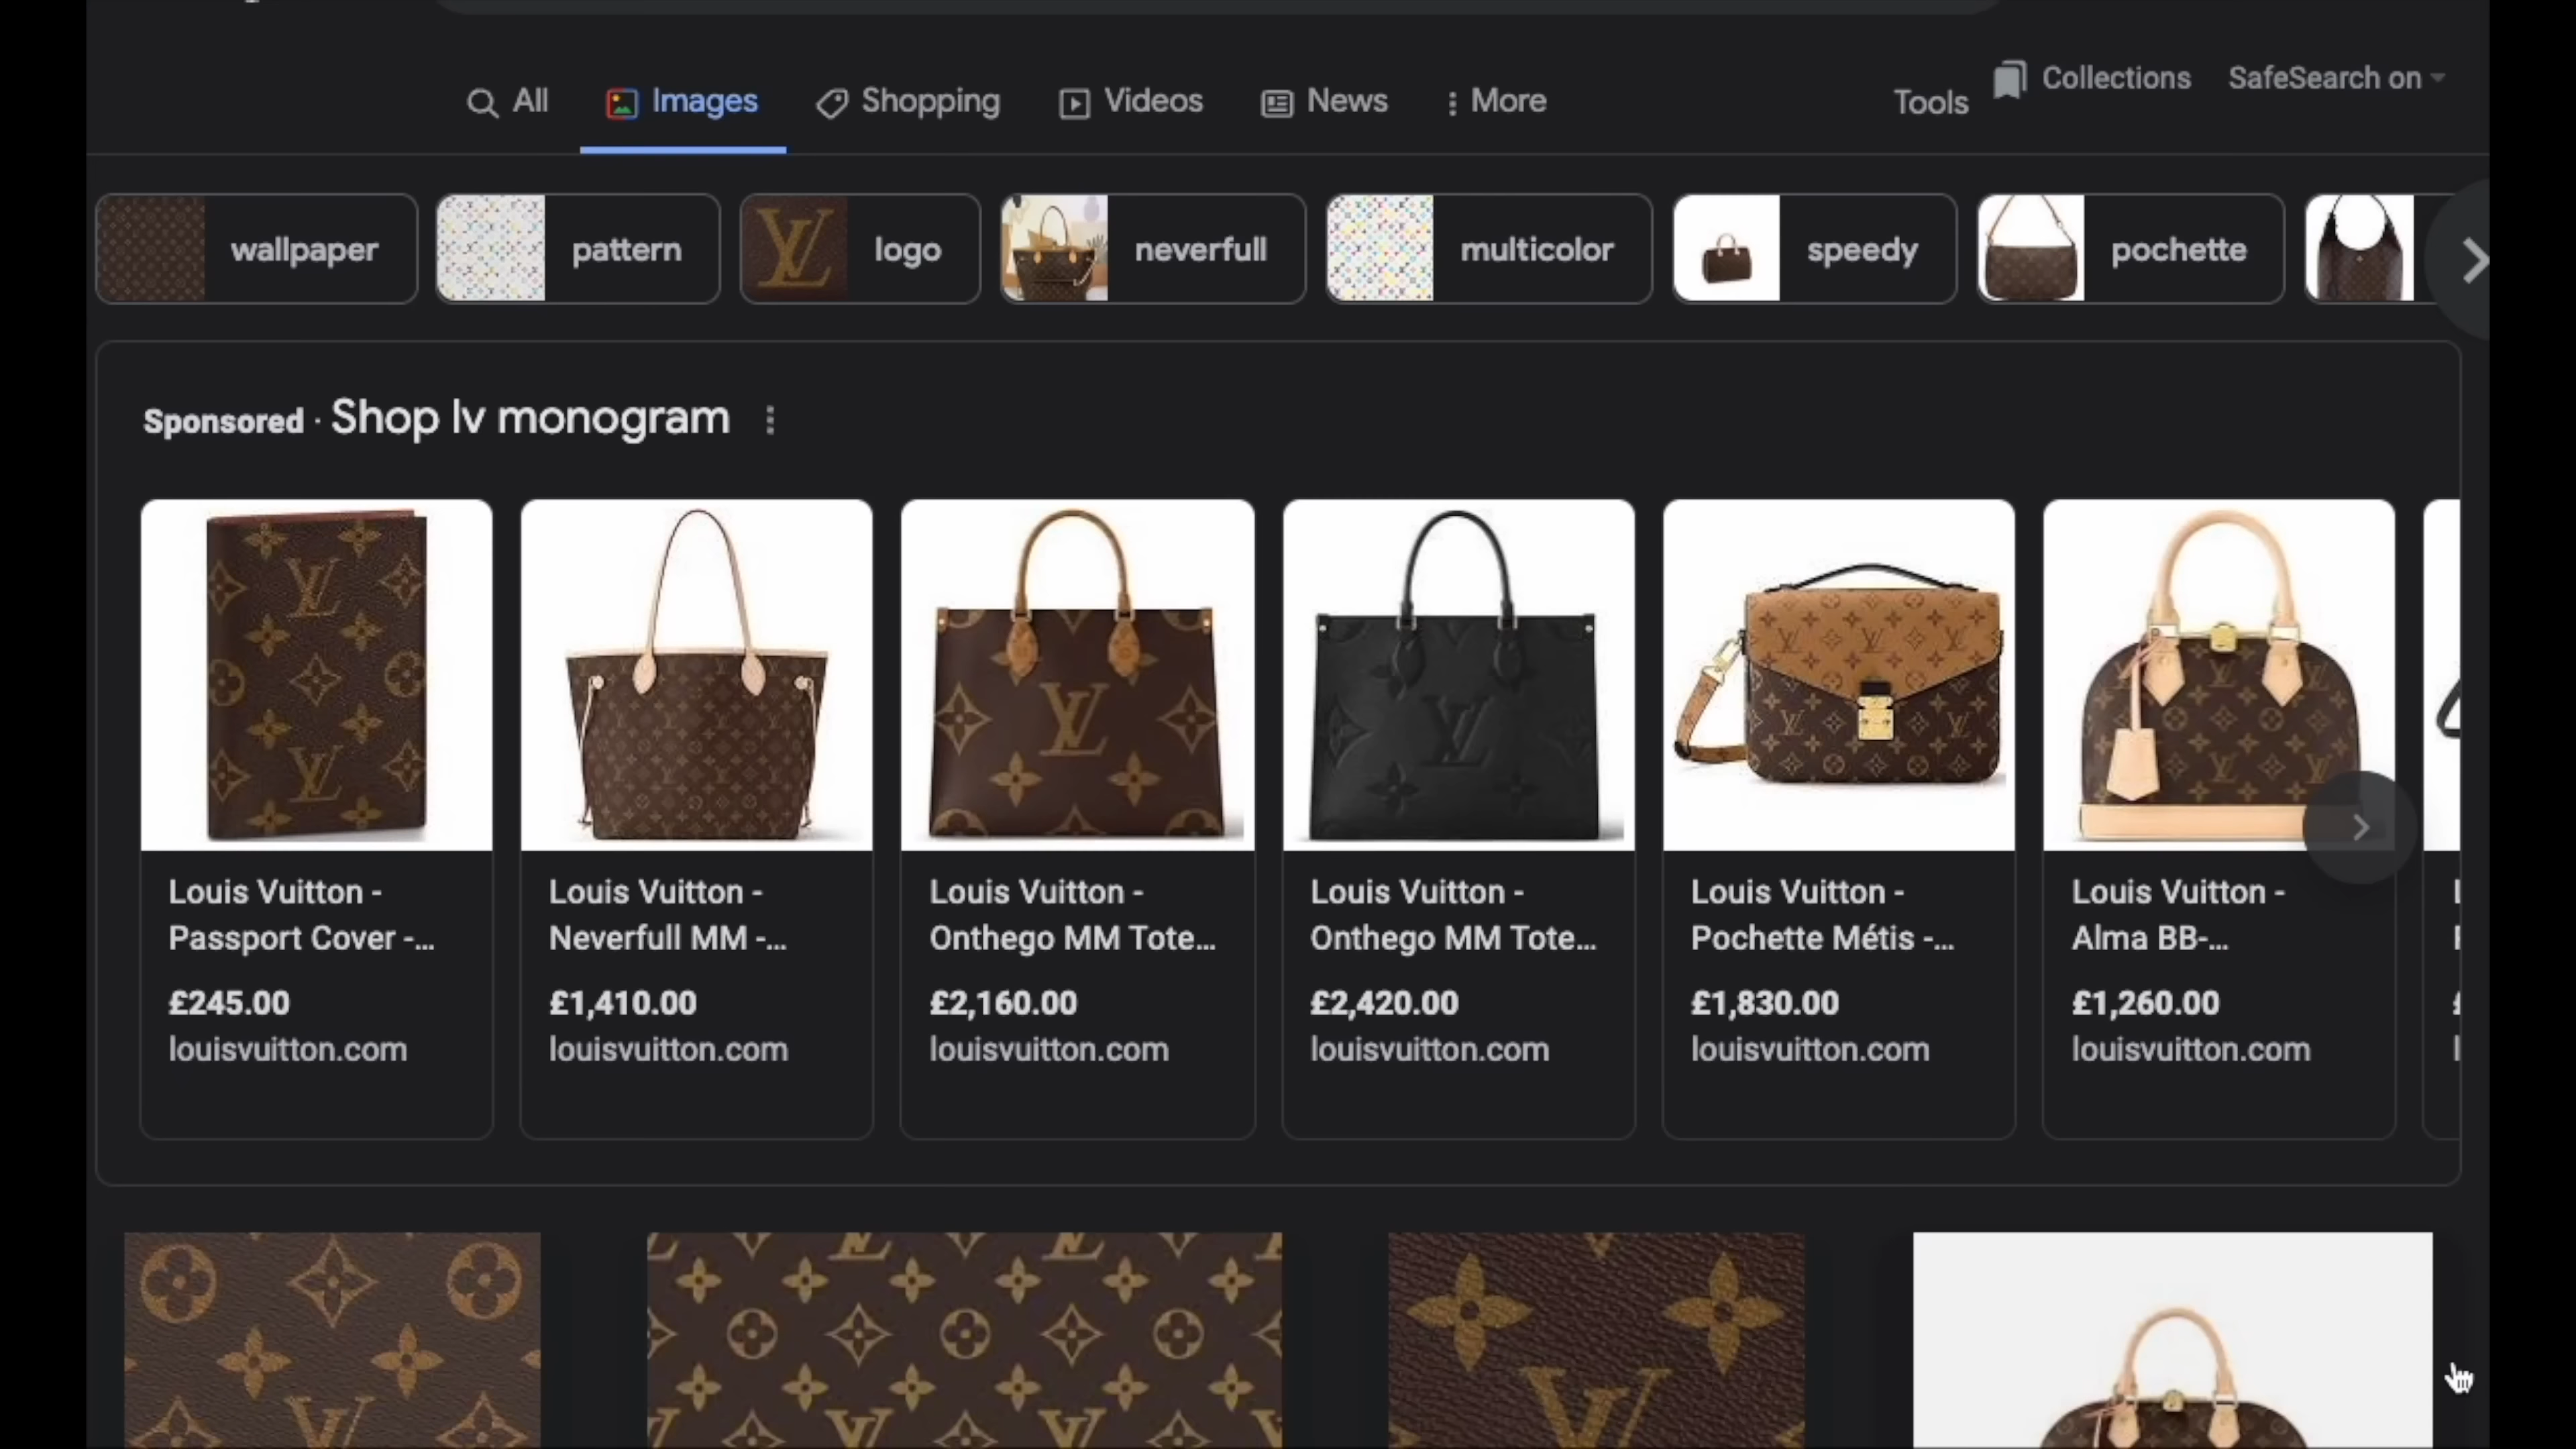 All Images Shopping Videos News More Tools Collections SafeSearch on
wallpaper pattern logo neverfull multicolor speedy pochette
Sponsored · Shop lv monogram
Louis Vuitton -
Passport Cover -...
£245.00
louisvuitton.com
Louis Vuitton -
Neverfull MM -...
£1,410.00
louisvuitton.com
Louis Vuitton -
Onthego MM Tote...
£2,160.00
louisvuitton.com
Louis Vuitton -
Onthego MM Tote...
£2,420.00
louisvuitton.com
Louis Vuitton -
Pochette Métis -...
£1,830.00
louisvuitton.com
Louis Vuitton -
Alma BB-...
£1,260.00
louisvuitton.com